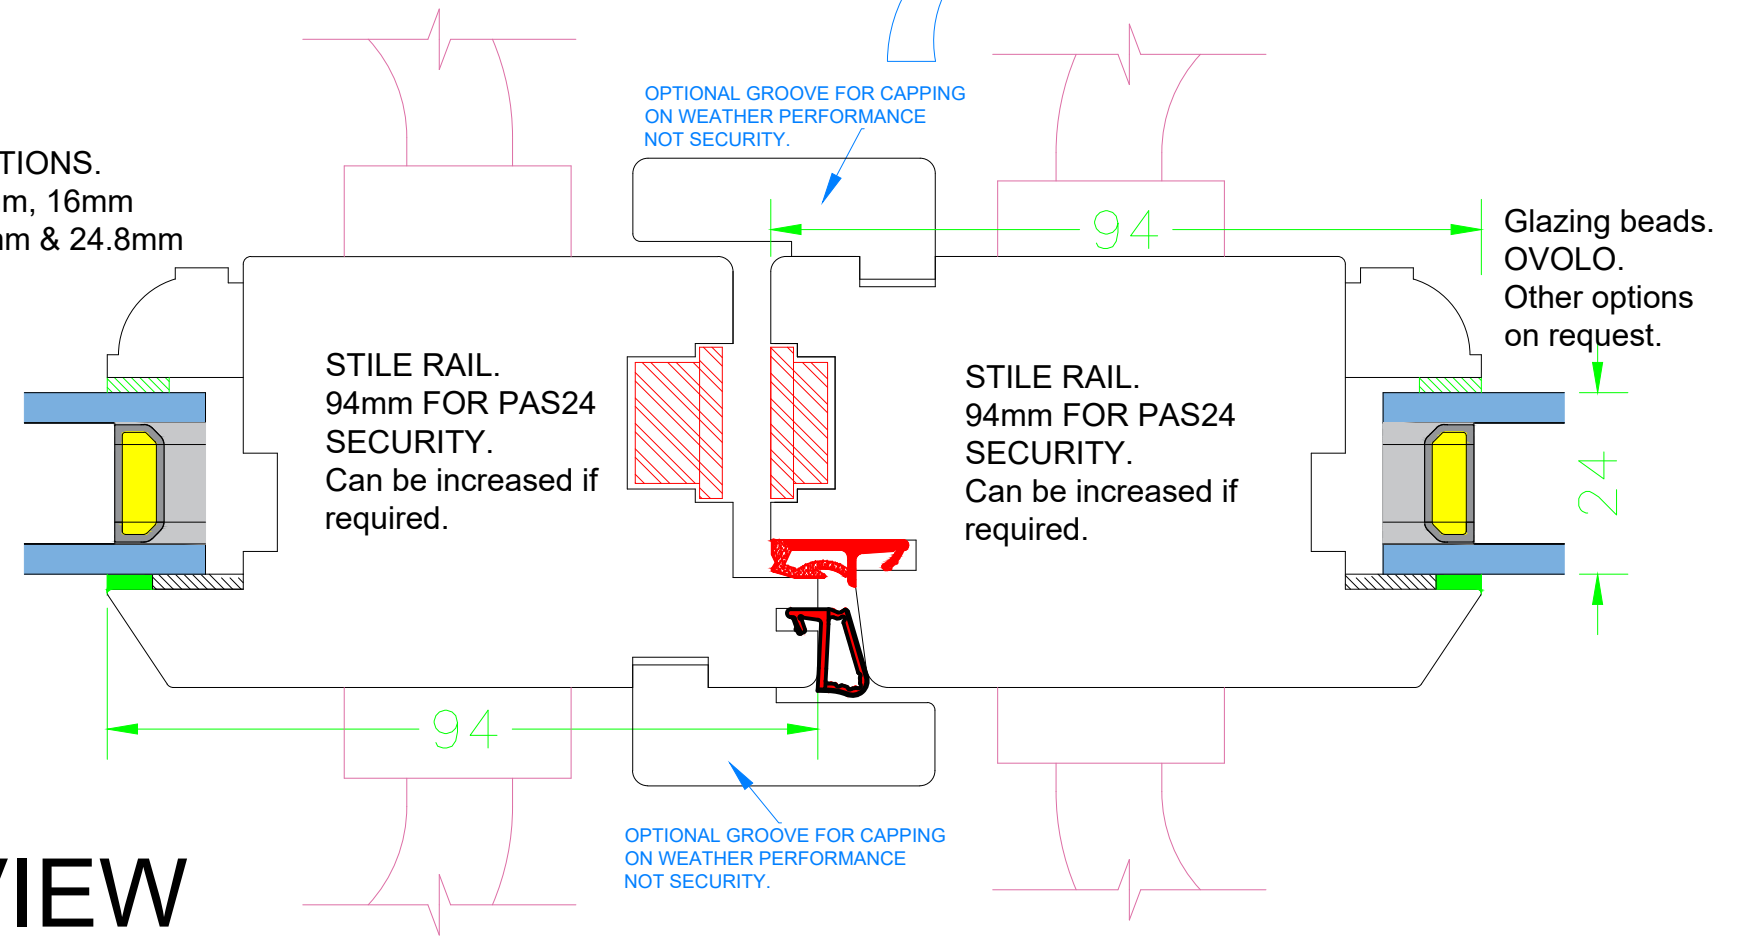 OPTIONAL GROOVE FOR CAPPING
ON WEATHER PERFORMANCE
NOT SECURITY.
TIONS.
m, 16mm
m & 24.8mm
94
Glazing beads.
OVOLO.
Other options
on request.
STILE RAIL.
94mm FOR PAS24
SECURITY.
Can be increased if
required.
STILE RAIL.
94mm FOR PAS24
SECURITY.
Can be increased if
required.
24
94
OPTIONAL GROOVE FOR CAPPING
ON WEATHER PERFORMANCE
NOT SECURITY.
VIEW